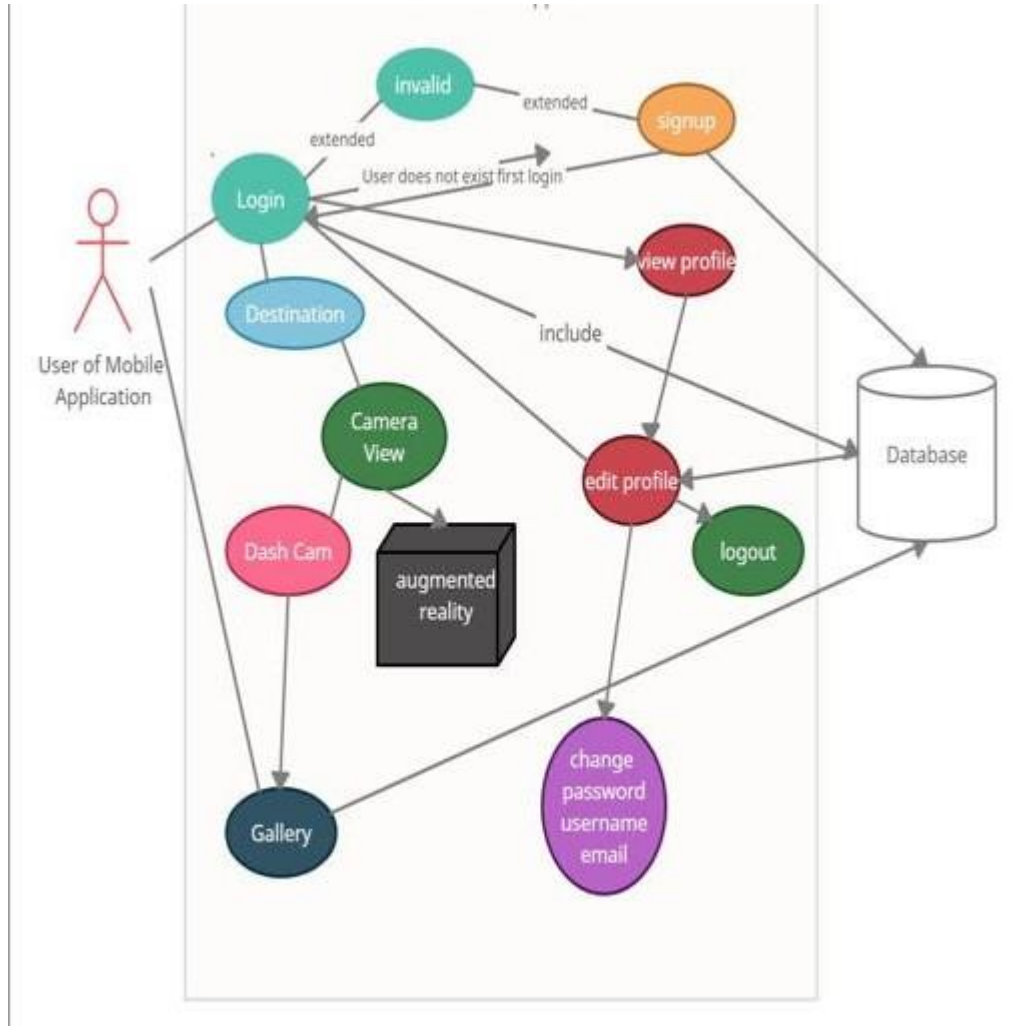 invalid
extended
signup
extended
User does not exist first login
Login
view profile
Destination
include
User of Mobile
Application
Camera
View
Database
edit profile
Dash Cam
logout
augmented
reality
change
password
username
email
Gallery